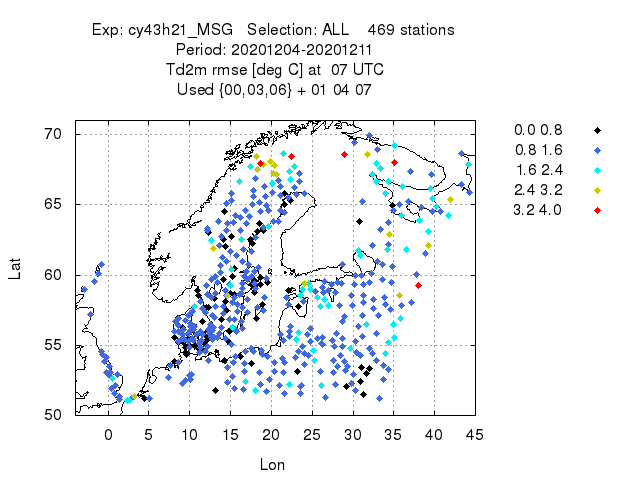 Exp: cy43h21_MSG Selection: ALL 469 stations
Period: 20201204-20201211
Td2m rmse [deg C] at 07 UTC
Used {00,03,06} + 01 04 07
0.0 0.8
0.8 1.6
1.6 2.4
2.4 3.2
3.2 4.0
70
65
60
55
50
Lat
0 5 10 15 20 25 30 35 40 45
Lon